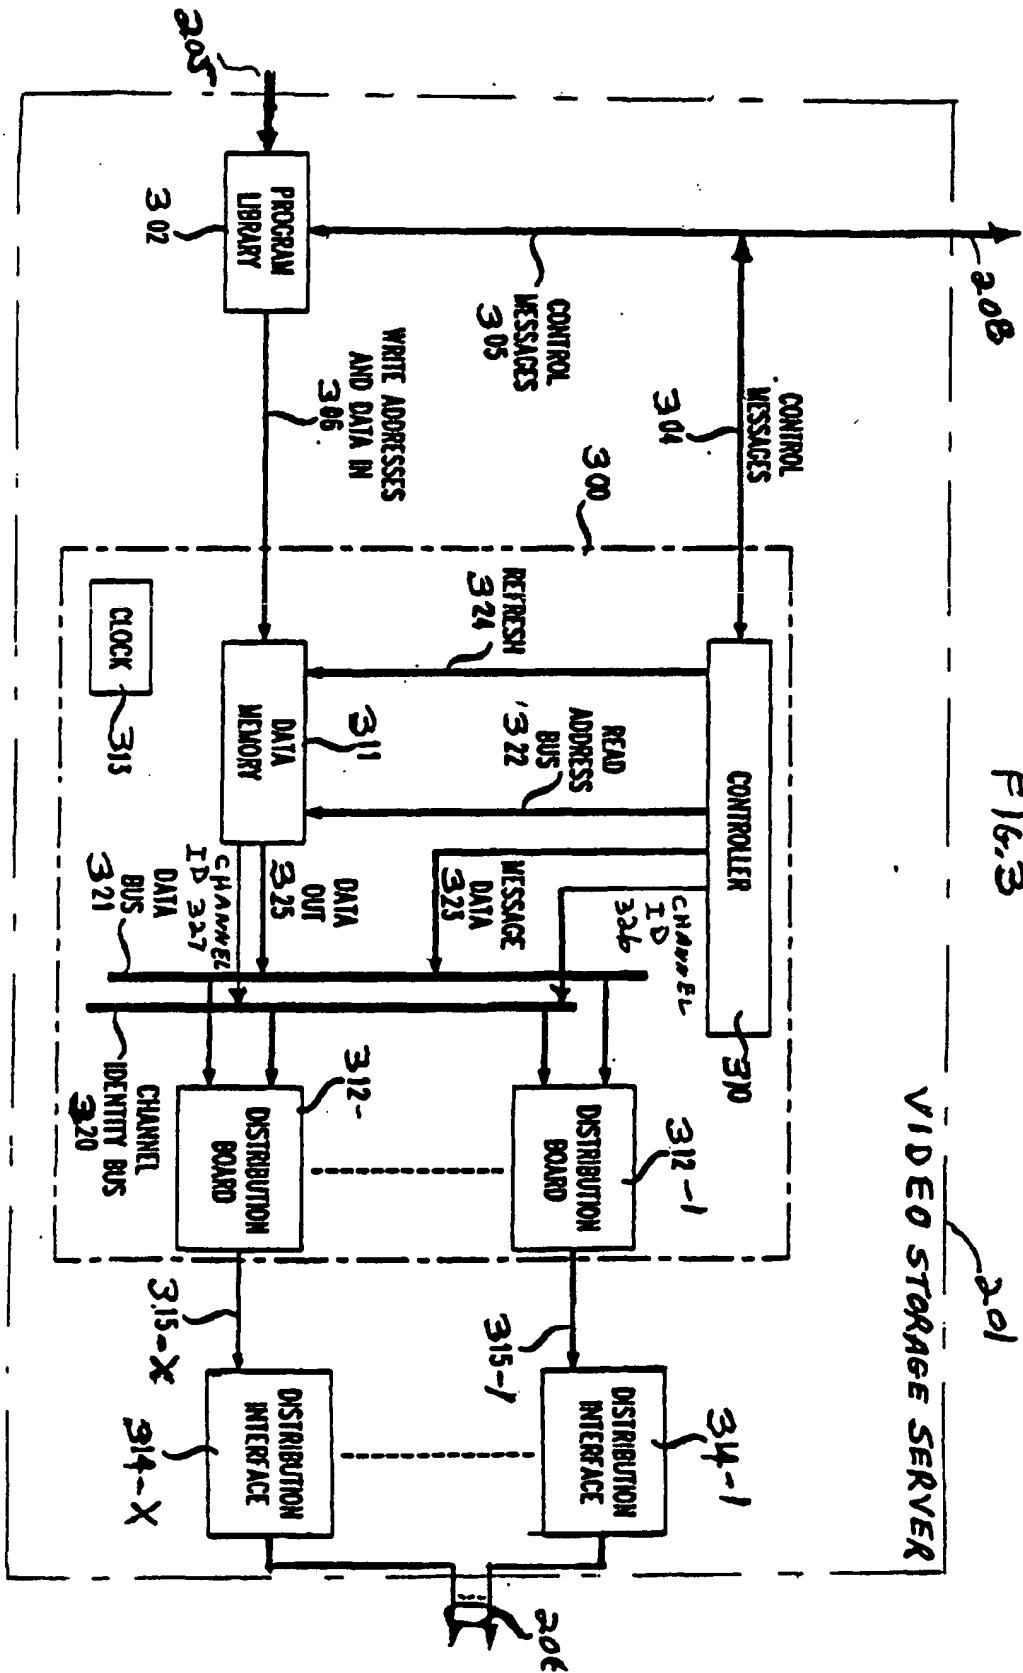 FIG.3
VIDEO STORAGE SERVER
201
208
205
PROGRAM
LIBRARY
302
CONTROL
MESSAGES
304
CONTROL
MESSAGES
305
WRITE ADDRESSES
AND DATA IN
306
300
CONTROLLER
310
REFRESH
324
READ
ADDRESS
BUS
322
MESSAGE
DATA
323
CHANNEL
ID
326
DATA
MEMORY
311
CLOCK
313
DATA
OUT
325
CHANNEL
ID 327
DATA
BUS
321
CHANNEL
IDENTITY BUS
320
DISTRIBUTION
BOARD
312-1
DISTRIBUTION
BOARD
312-
315-1
315-X
DISTRIBUTION
INTERFACE
314-1
DISTRIBUTION
INTERFACE
314-X